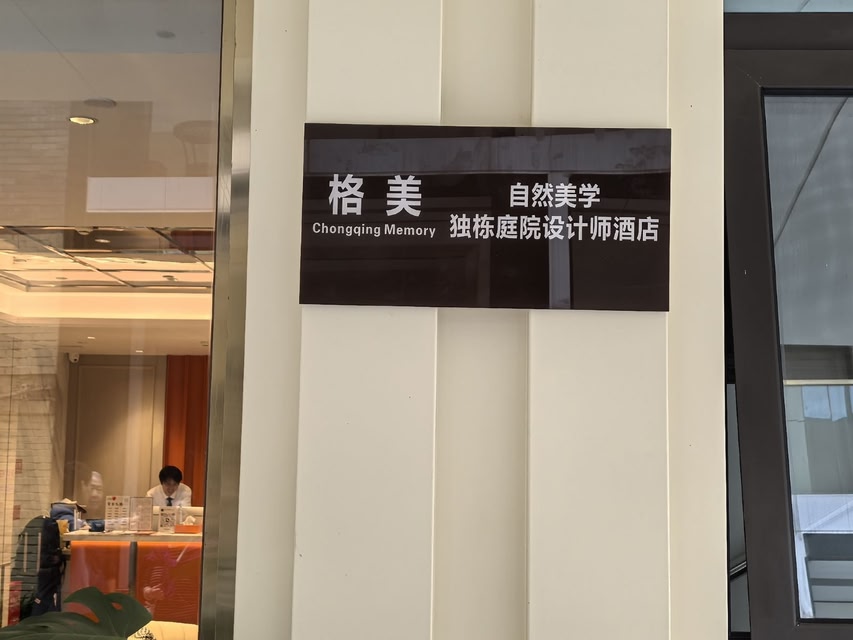 格美
Chongqing Memory
自然美学
独栋庭院设计师酒店